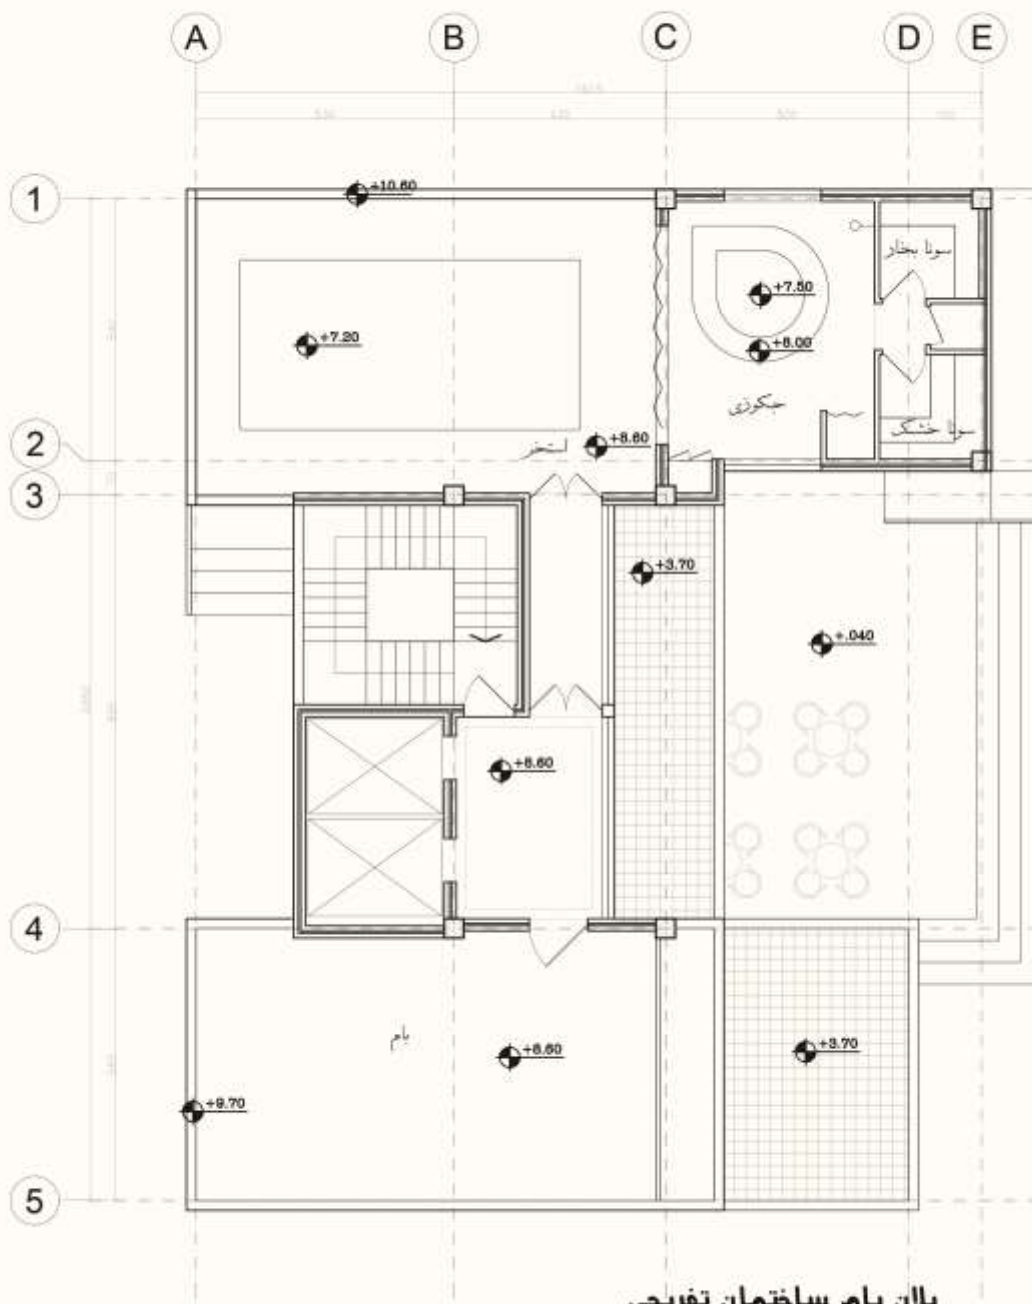 A B C D E
1
+10.60
سونا بخار
+7.50
+7.20
+8.00
جکوزی
سونا خشک
2
استخر
+8.60
3
+3.70
+.040
+8.60
4
بام
+8.60
+3.70
+9.70
5
پلان بام ساختمان تفریحی